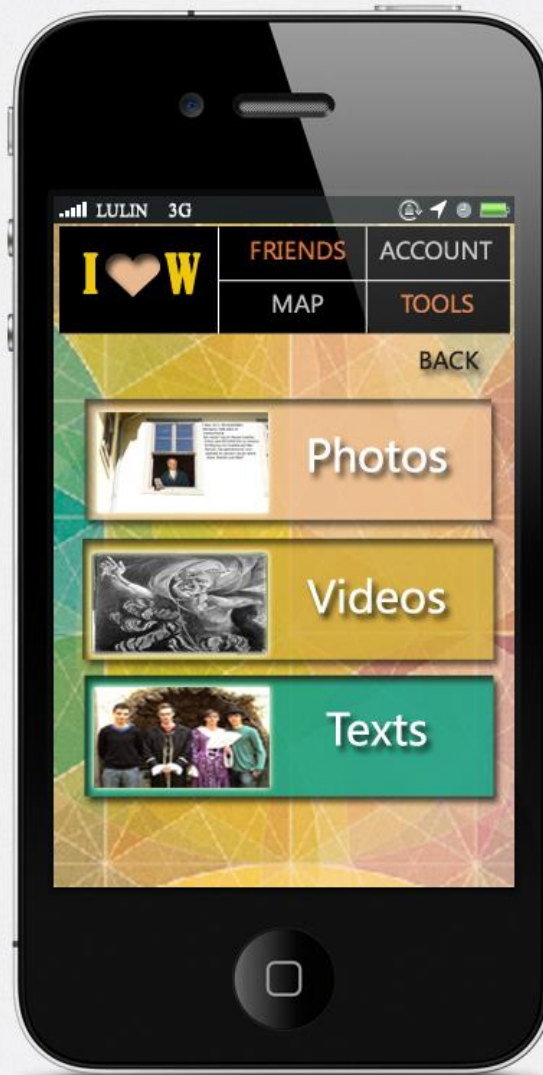 LULIN 3G
I W
FRIENDS
ACCOUNT
MAP
TOOLS
BACK
Photos
Videos
Texts